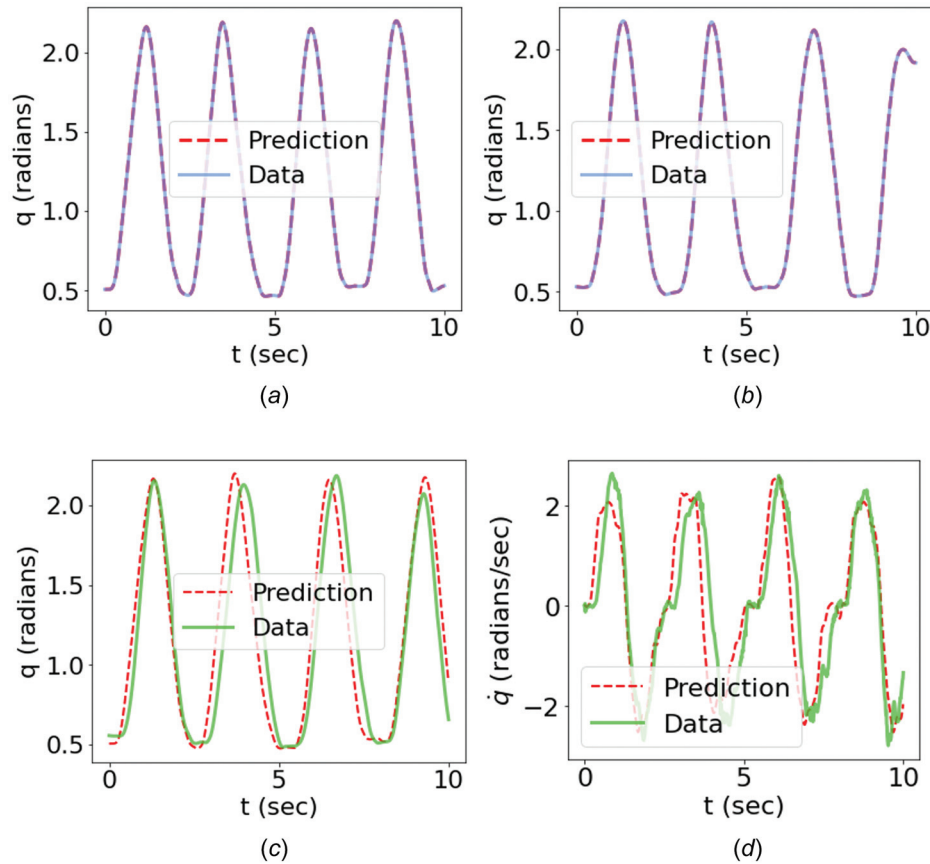 2.0
1.5
1.0
0.5
q (radians)
Prediction
Data
0
5
10
t (sec)
(a)
2.0
1.5
1.0
0.5
q (radians)
Prediction
Data
0
5
10
t (sec)
(b)
2.0
1.5
1.0
0.5
q (radians)
Prediction
Data
0
5
10
t (sec)
(c)
2
0
−2
q̇ (radians/sec)
Prediction
Data
0
5
10
t (sec)
(d)